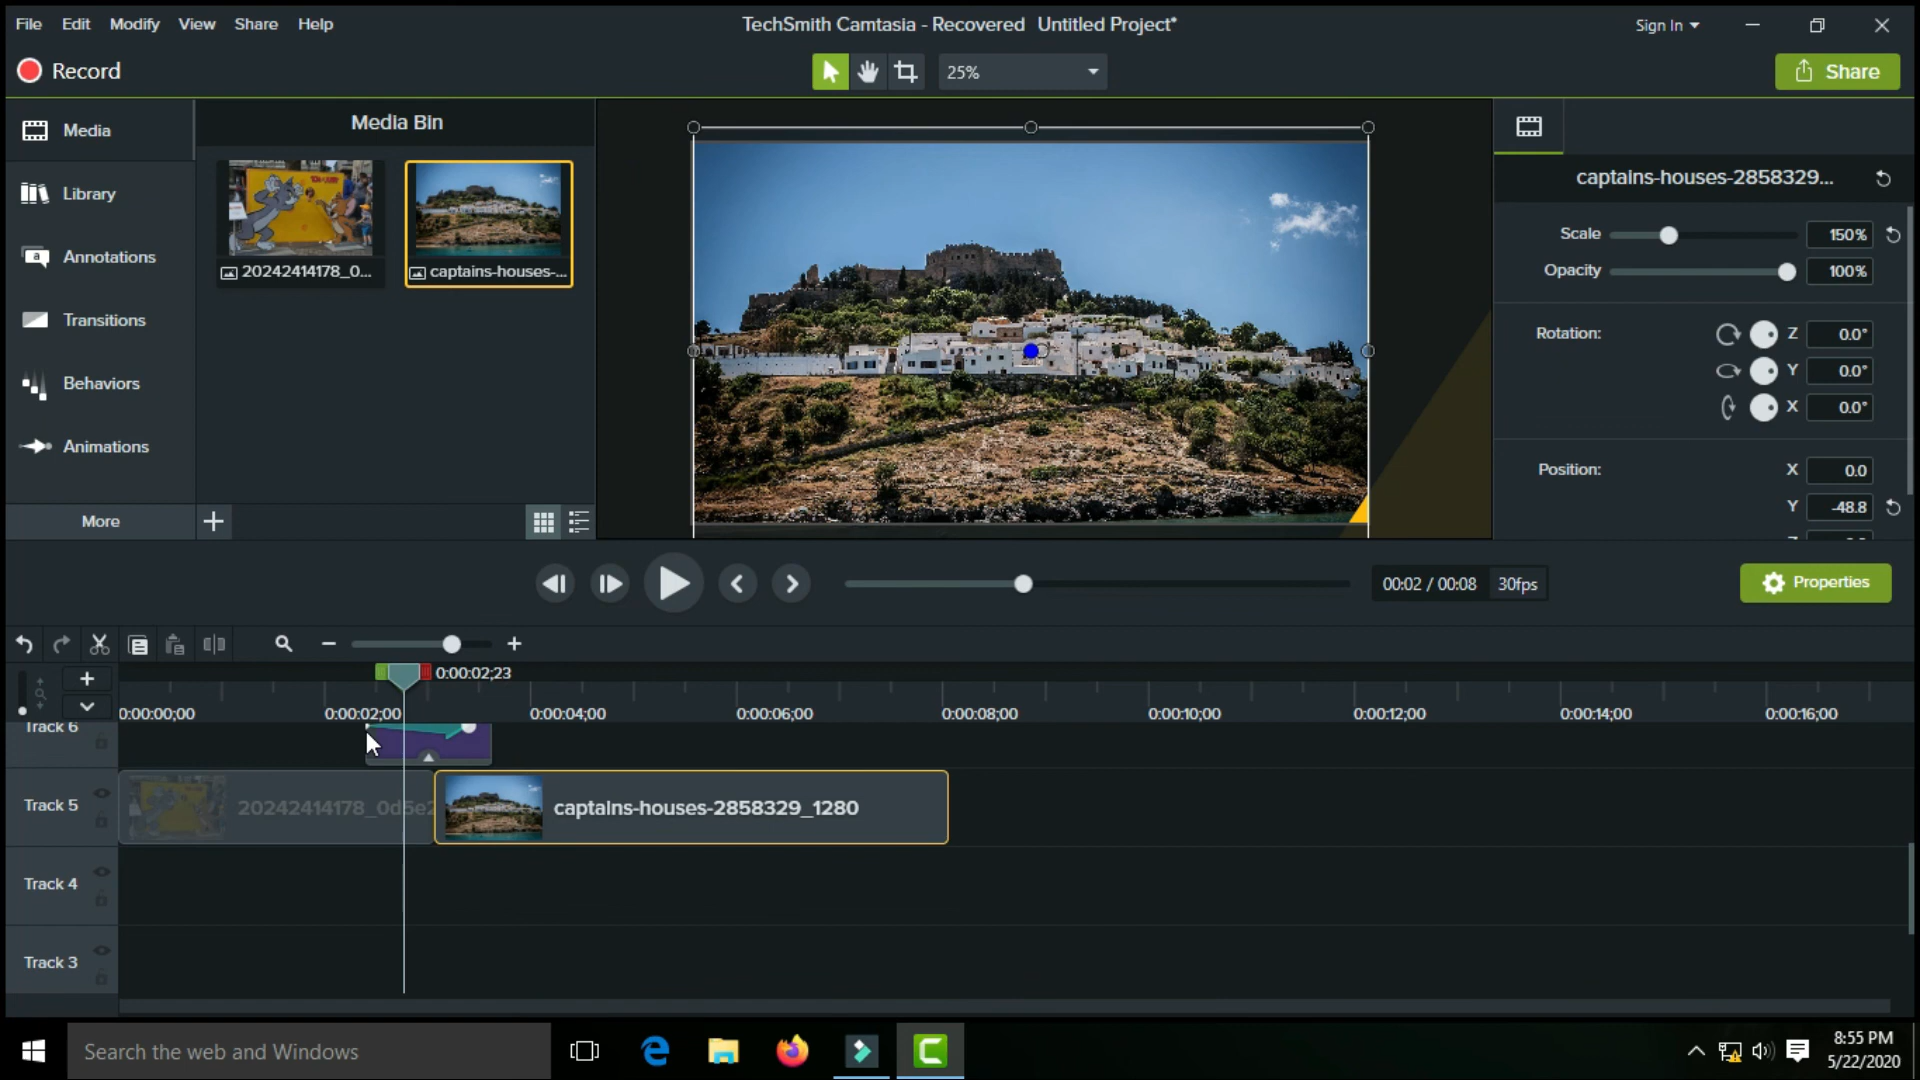 File Edit Modify View Share Help
TechSmith Camtasia - Recovered Untitled Project*
Sign In
Record
25%
Share
Media
Library
Annotations
Transitions
Behaviors
Animations
More
Media Bin
20242414178_0...
captains-houses-...
captains-houses-2858329...
Scale 150%
Opacity 100%
Rotation: Z 0.0°
Y 0.0°
X 0.0°
Position: X 0.0
Y -48.8
00:02 / 00:08 30fps
Properties
0:00:02;23
0:00:00;00 0:00:02;00 0:00:04;00 0:00:06;00 0:00:08;00 0:00:10;00 0:00:12;00 0:00:14;00 0:00:16;00
Track 6
Track 5
captains-houses-2858329_1280
Track 4
Track 3
Search the web and Windows
8:55 PM
5/22/2020